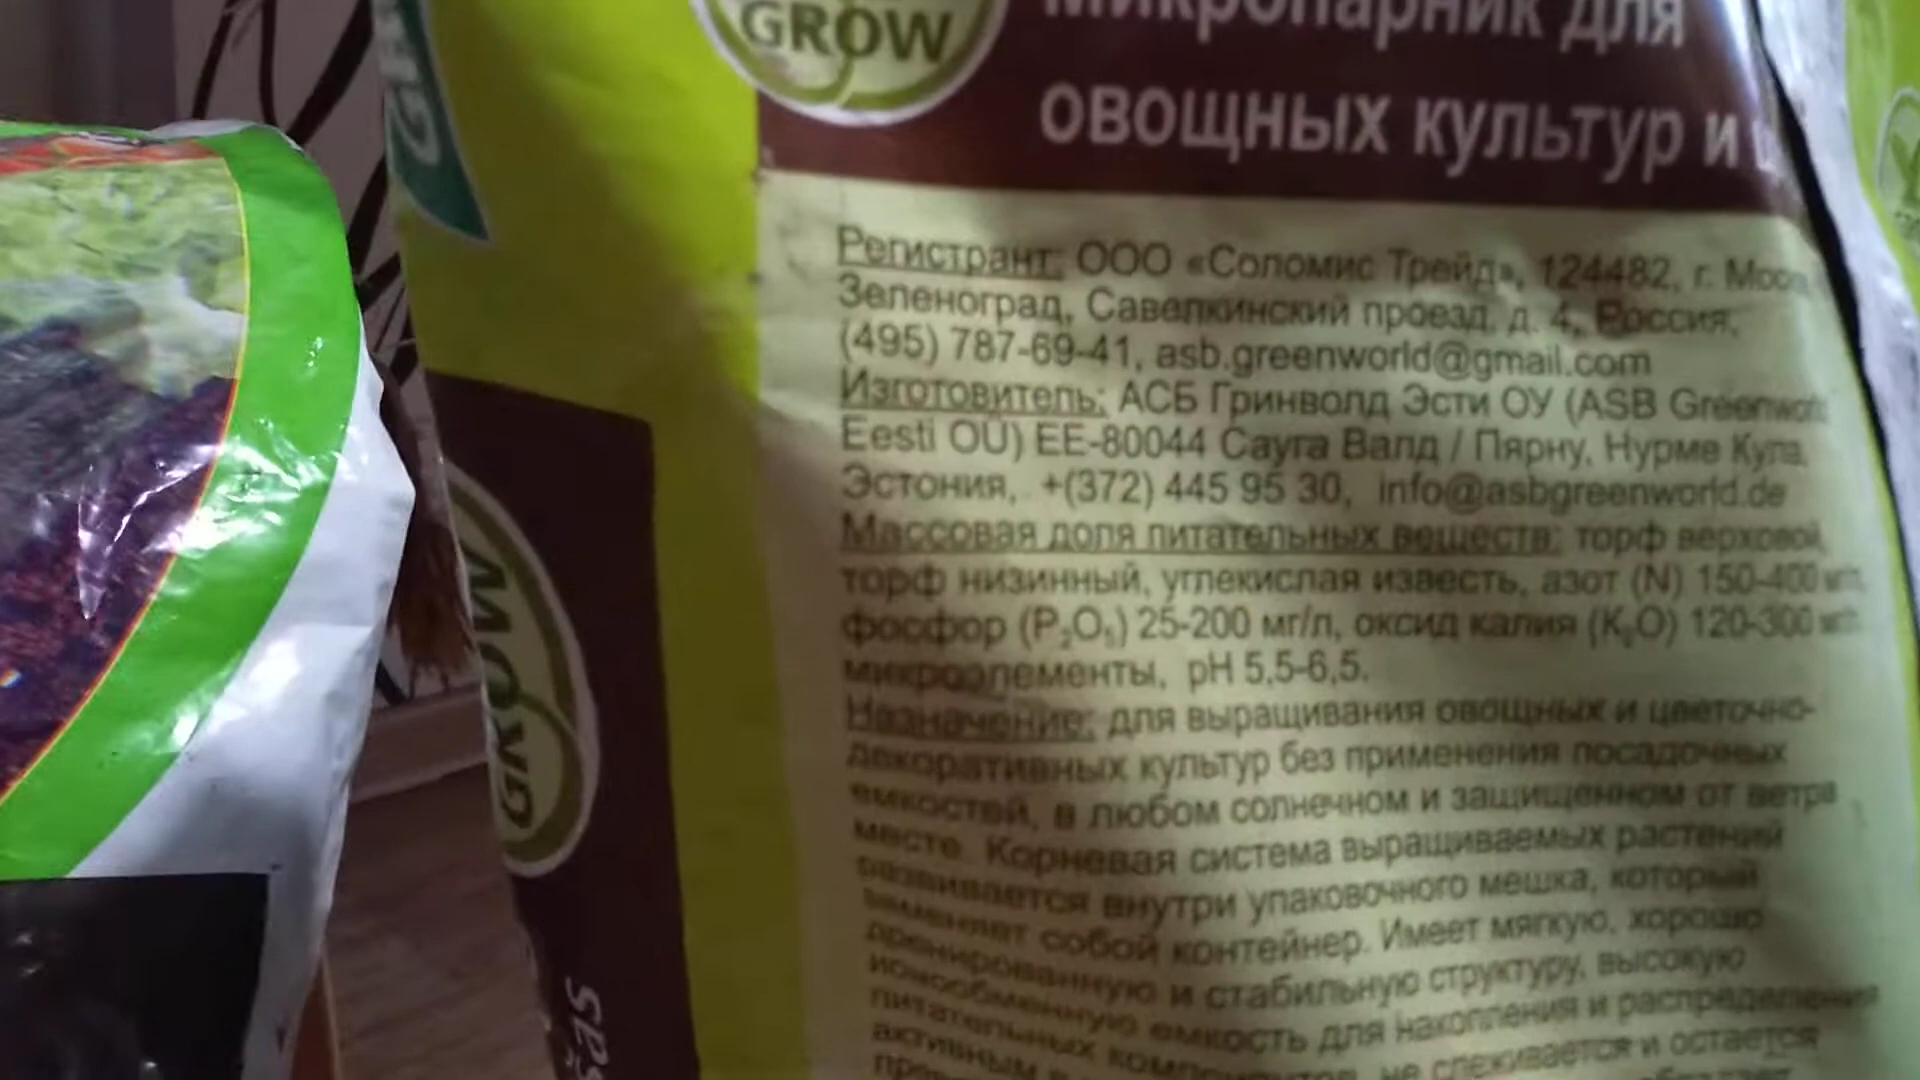 GROW
Микропарник для
овощных культур и
Регистрант: ООО «Соломис Трейд», 124482, г.
Зеленоград, Савелкинский проезд, д. 4, Россия,
(495) 787-69-41, asb.greenworld@gmail.com
Изготовитель: АСБ Гринволд Эсти ОУ (ASB
Eesti OÜ) EE-80044 Сауга Валд / Пярну, Нурме Купа,
Эстония, +(372) 445 95 30, info@asbgreenworld.de
Массовая доля питательных веществ: торф верховой,
торф низинный, углекислая известь, азот (N) 150-400
фосфор (P₂O₅) 25-200 мг/л, оксид калия (K₂O) 120-300
микроэлементы, pH 5,5-6,5.
Назначение: для выращивания овощных и цветочно-
декоративных культур без применения посадочных
емкостей, в любом солнечном и защищенном от ветра
месте. Корневая система выращиваемых растений
развивается внутри упаковочного мешка, который
заменяет собой контейнер. Имеет мягкую, хорошо
дренированную и стабильную структуру, высокую
ионообменную емкость для накопления и распределения
питательных компонентов, не слеживается и остается
активным
GROW